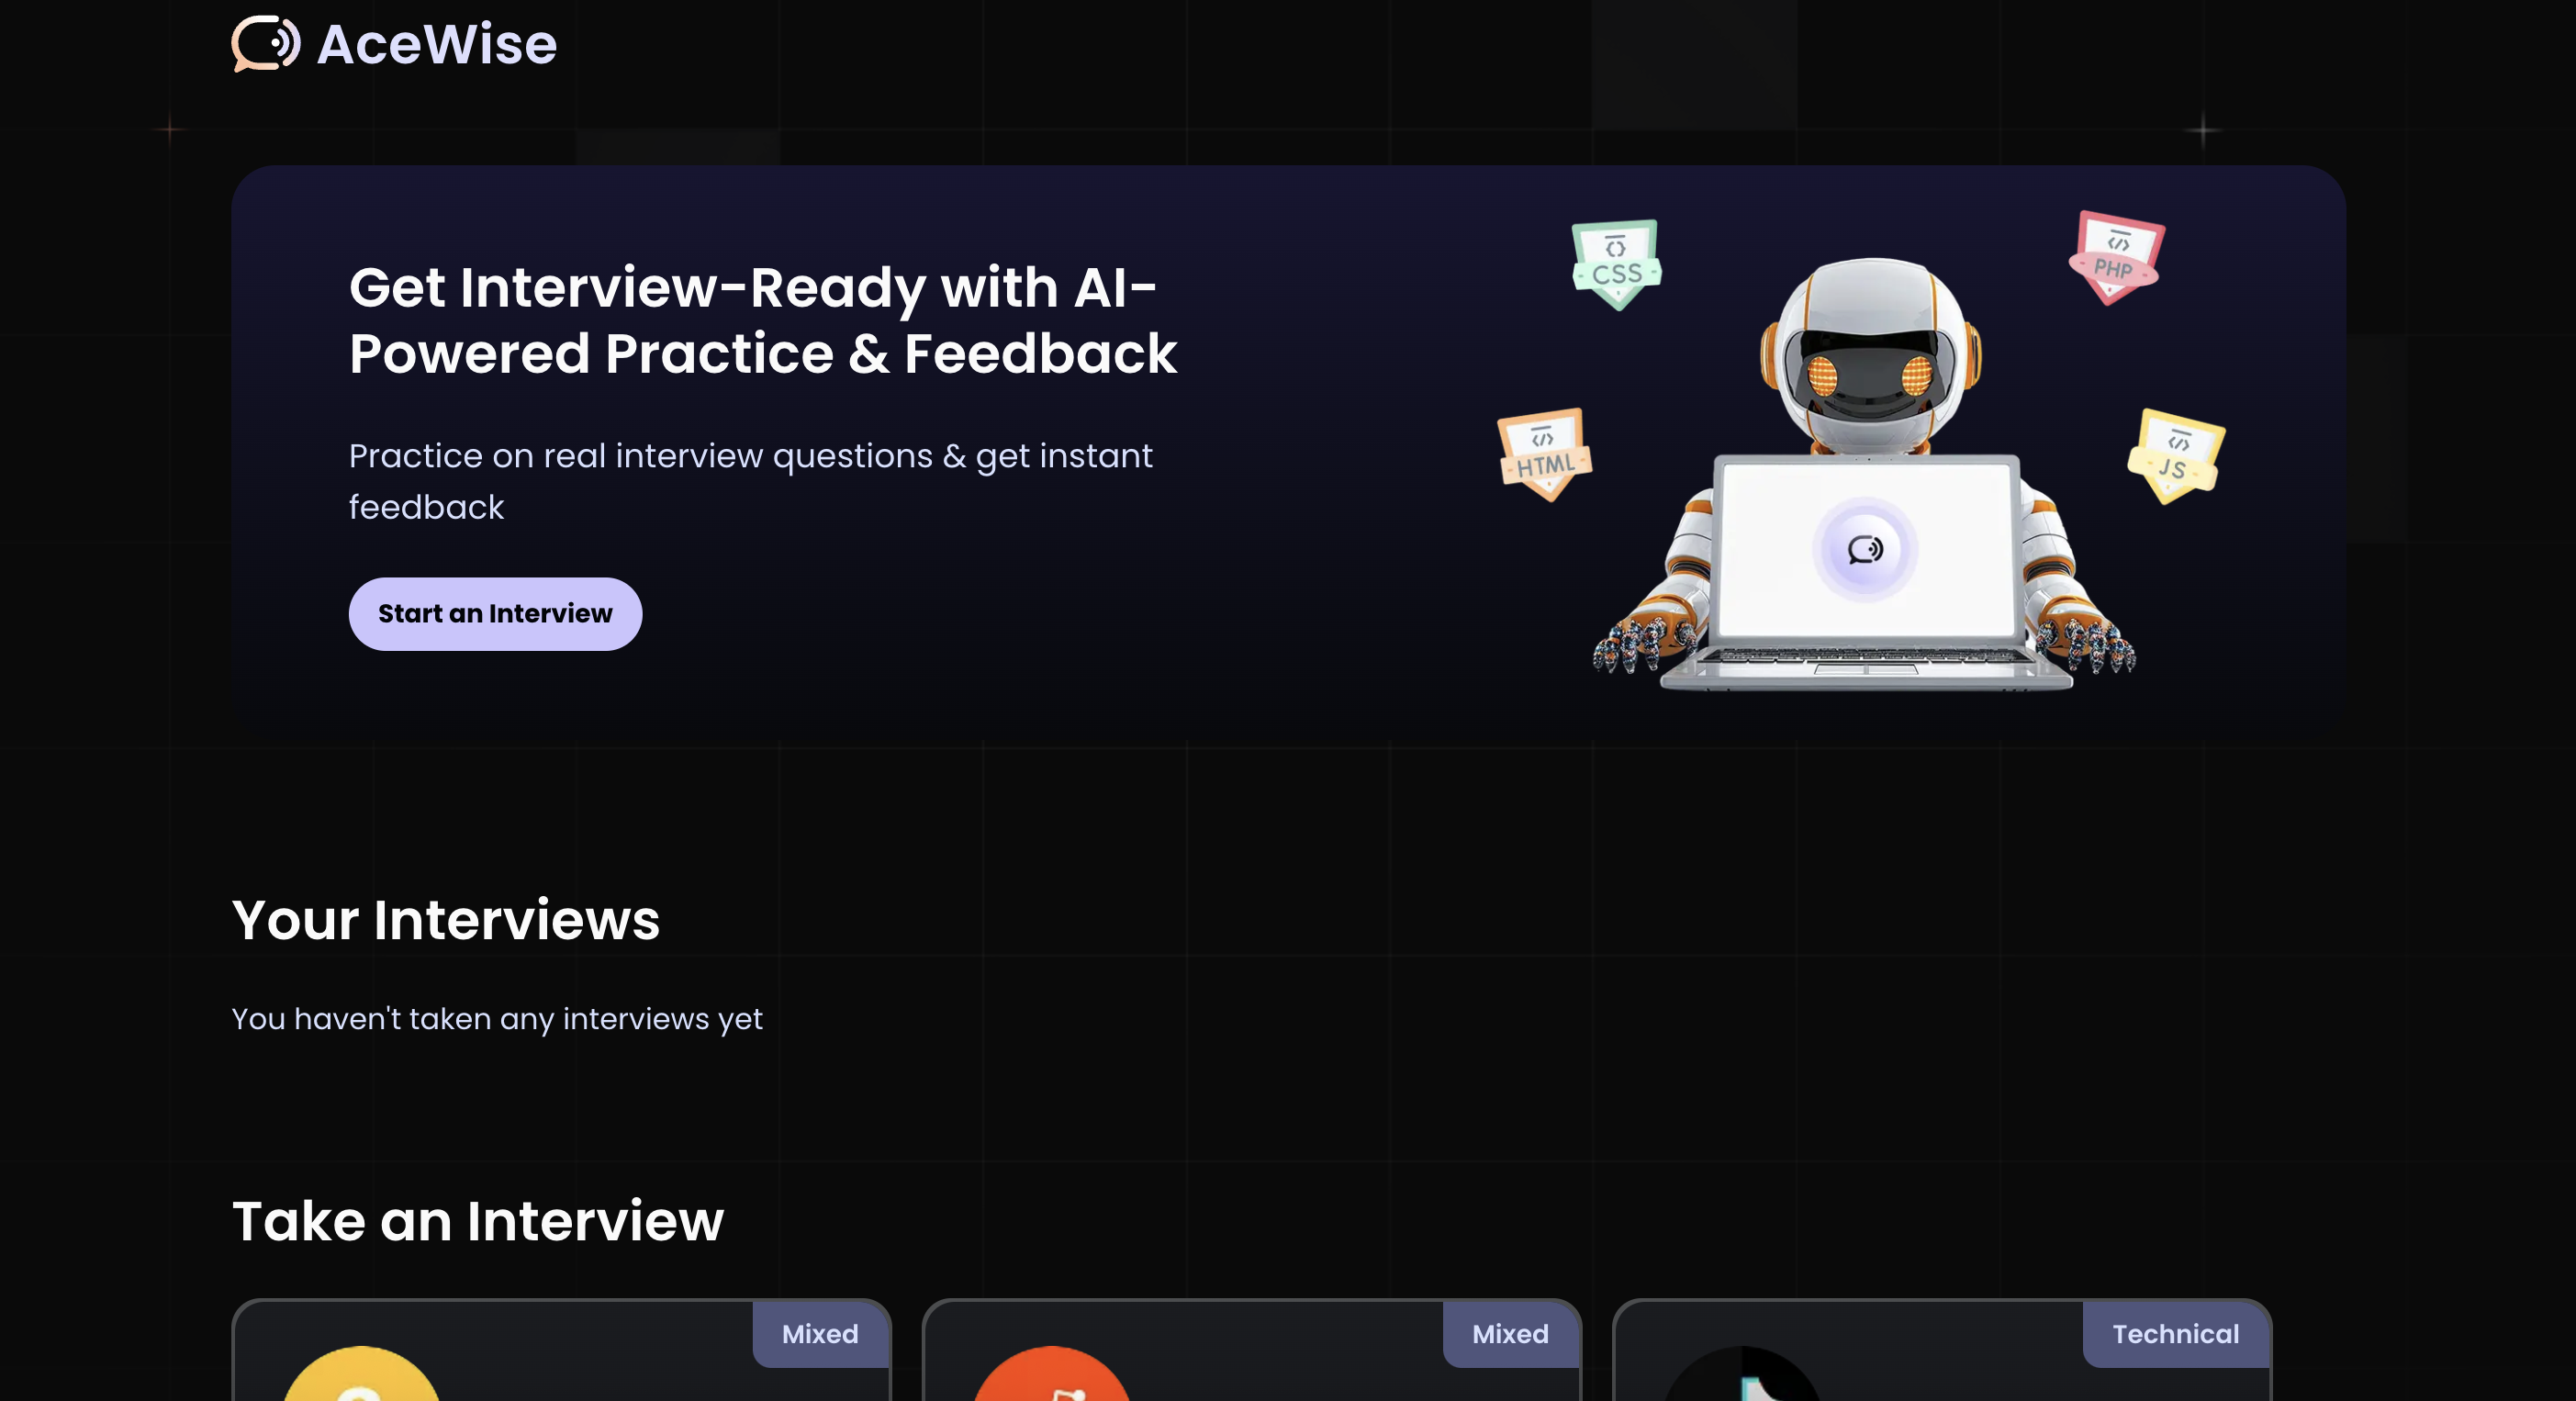 AceWise
Get Interview-Ready with AI-
Powered Practice & Feedback
Practice on real interview questions & get instant
feedback
Start an Interview
CSS
PHP
HTML
JS
Your Interviews
You haven't taken any interviews yet
Take an Interview
Mixed
Mixed
Technical